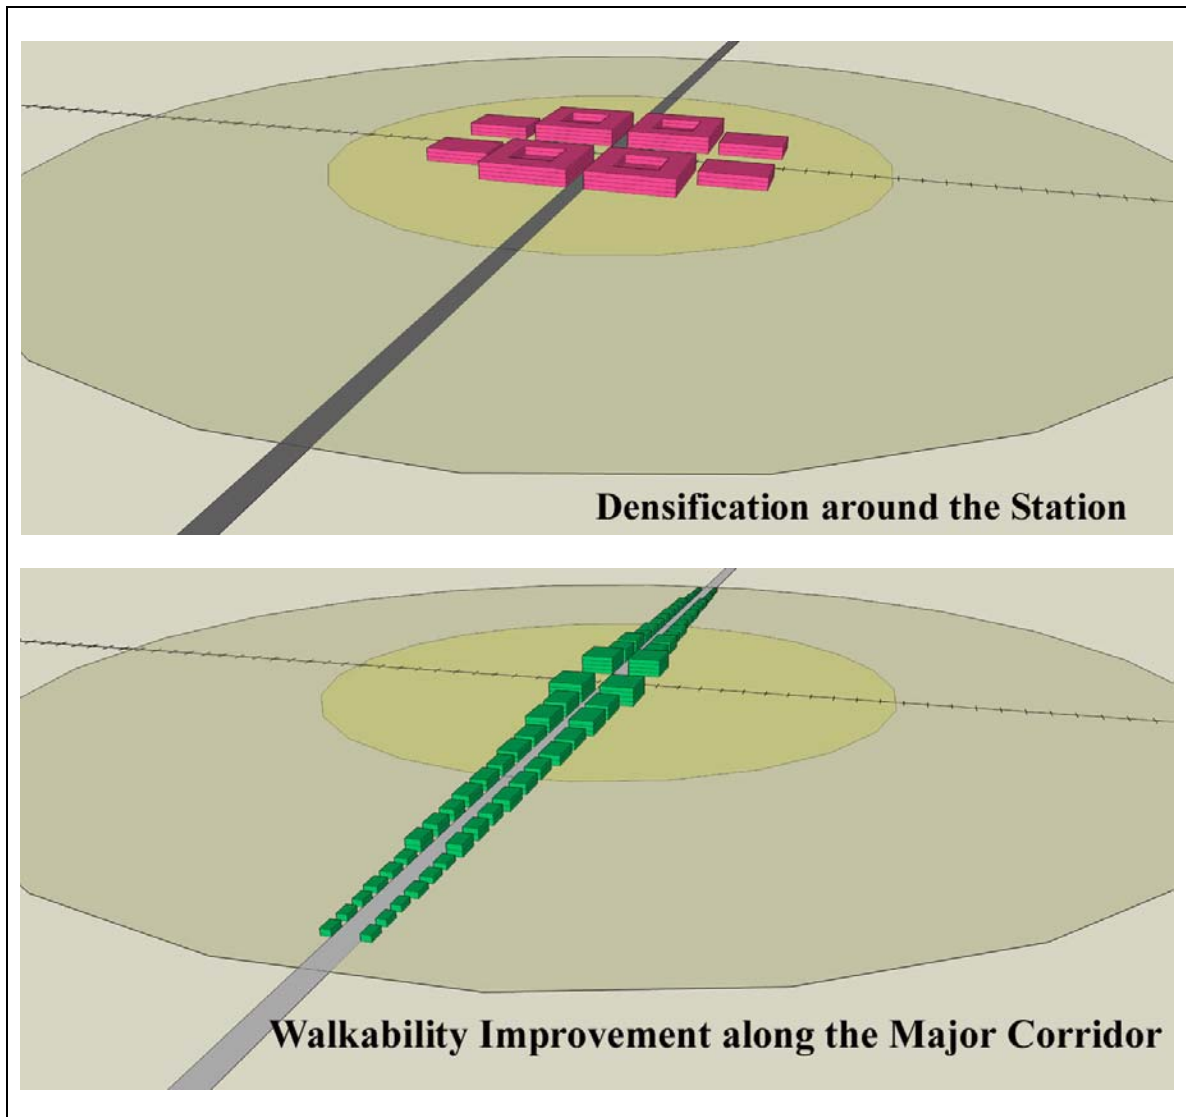 Densification around the Station
Walkability Improvement along the Major Corridor